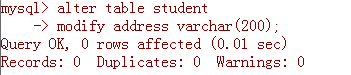 mysql> alter table student
    -> modify address varchar(200);
Query OK, 0 rows affected (0.01 sec)
Records: 0  Duplicates: 0  Warnings: 0